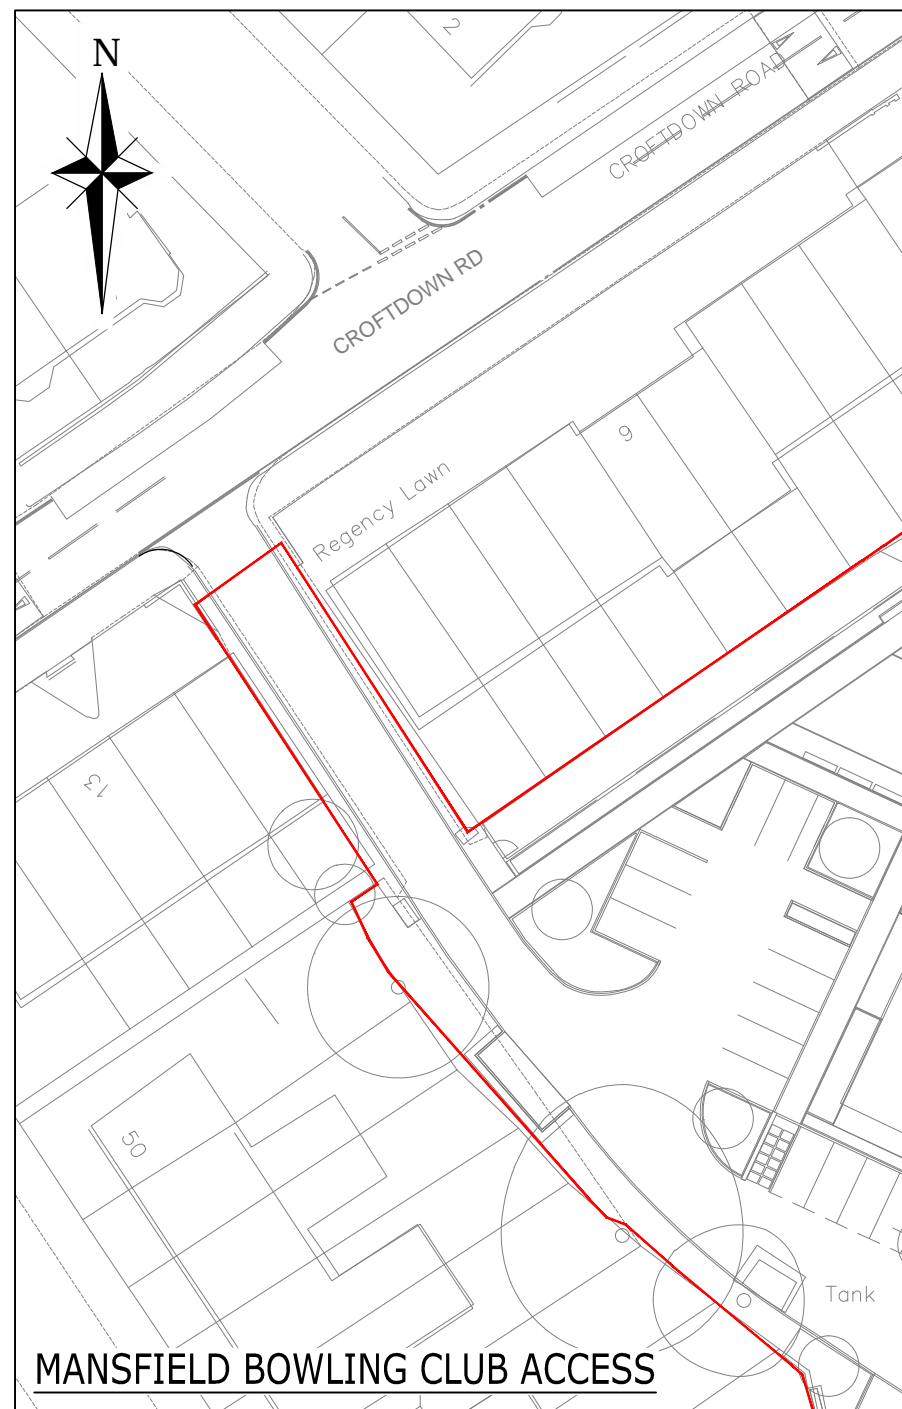 N
2
CROFTDOWN ROAD
CROFTDOWN RD
9
Regency Lawn
13
50
Tank
MANSFIELD BOWLING CLUB ACCESS